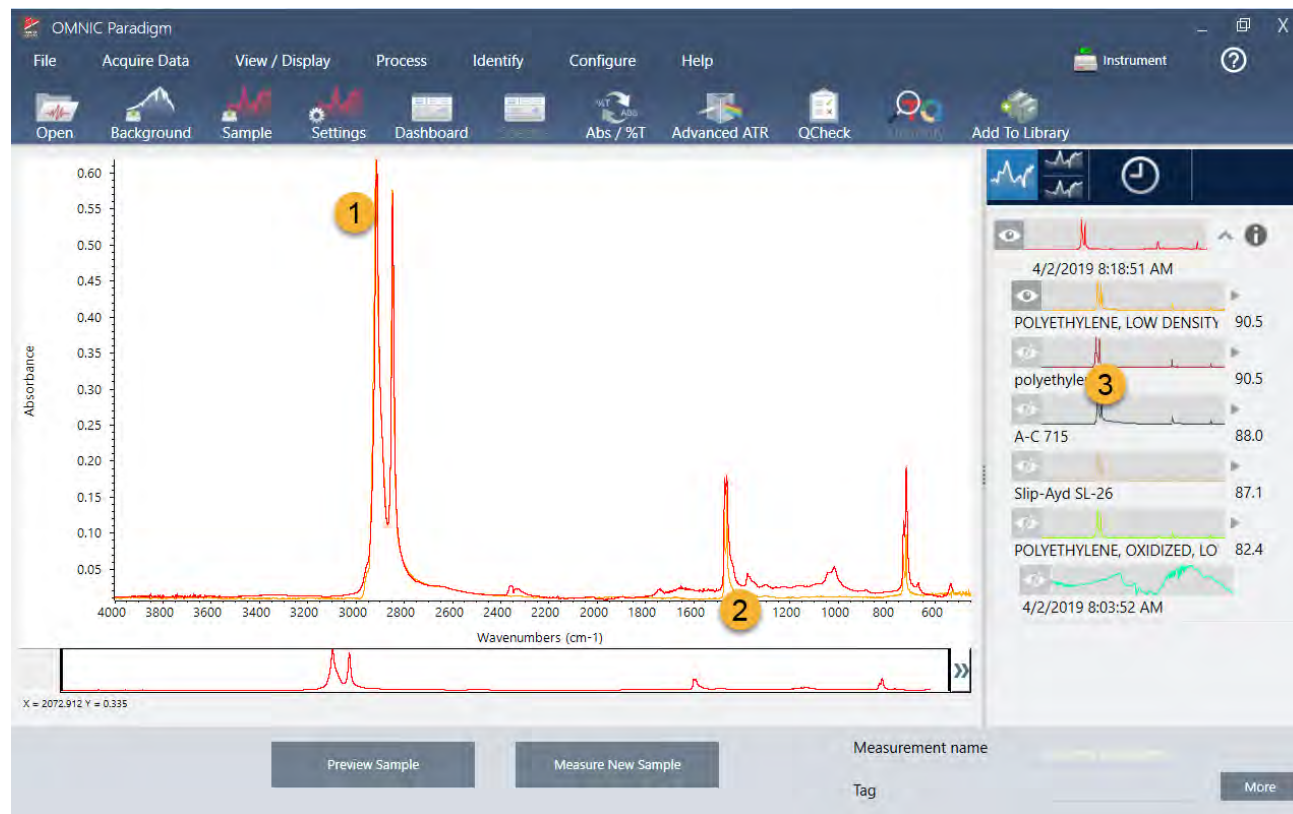 OMNIC Paradigm
File Acquire Data View / Display Process Identify Configure Help Instrument
Open Background Sample Settings Dashboard Abs / %T Advanced ATR QCheck Add To Library
0.60
0.55
0.50
0.45
0.40
0.35
0.30
0.25
0.20
0.15
0.10
0.05
Absorbance
4000 3800 3600 3400 3200 3000 2800 2600 2400 2200 2000 1800 1600 1200 1000 800 600
Wavenumbers (cm-1)
1
2
X = 2072.912 Y = 0.335
4/2/2019 8:18:51 AM
POLYETHYLENE, LOW DENSITY 90.5
polyethyle 90.5
3
A-C 715 88.0
Slip-Ayd SL-26 87.1
POLYETHYLENE, OXIDIZED, LO 82.4
4/2/2019 8:03:52 AM
Preview Sample Measure New Sample Measurement name
Tag More